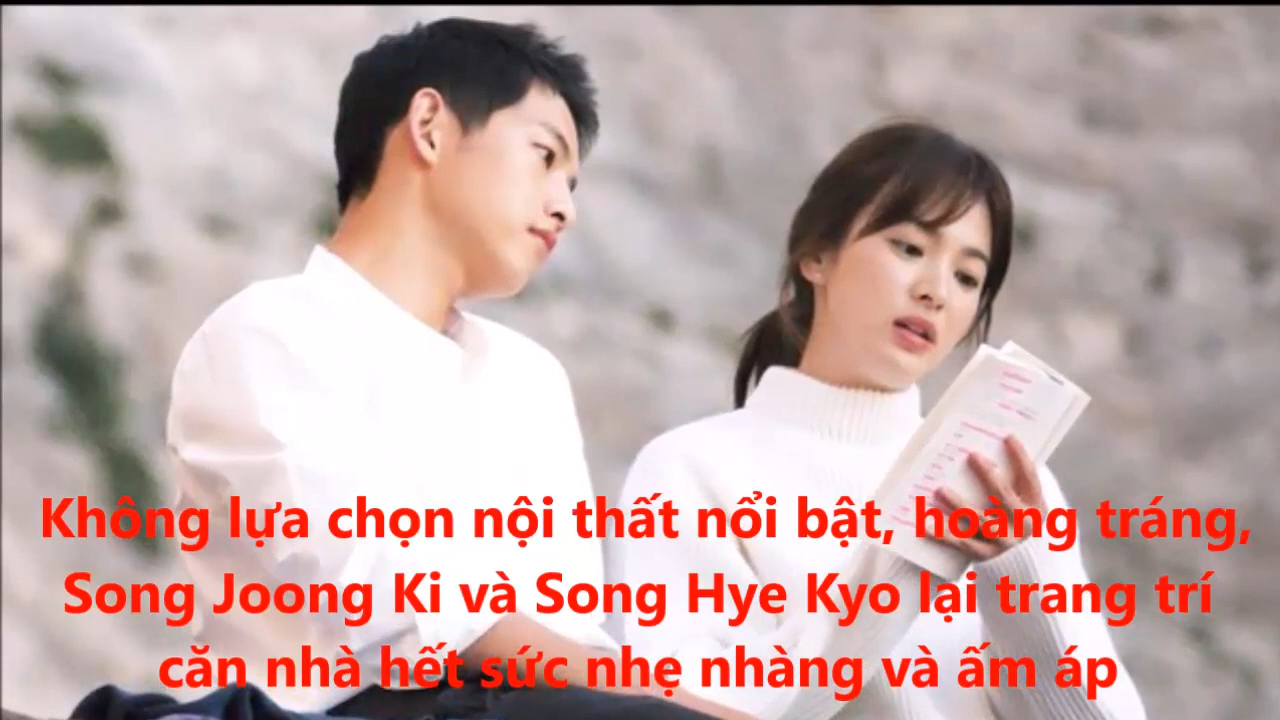 Không lựa chọn nội thất nổi bật, hoàng tráng,
Song Joong Ki và Song Hye Kyo lại trang trí
căn nhà hết sức nhẹ nhàng và ấm áp